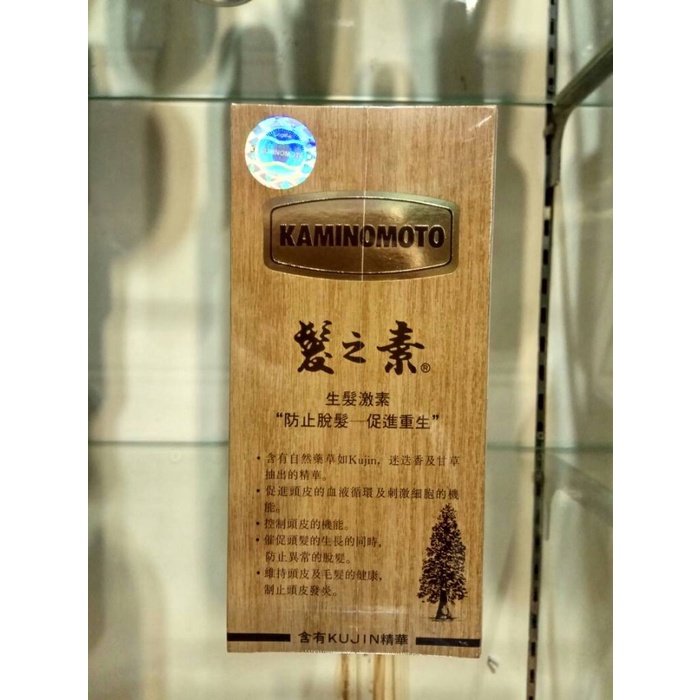 KAMINOMOTO
KAMINOMOTO
髮之素®
生髮激素
“防止脫髮—促進重生”
•含有自然藥草如Kujin，迷迭香及甘草
抽出的精華。
•促進頭皮的血液循環及刺激細胞的機
能。
•控制頭皮的機能。
•催促頭髮的生長的同時，
防止異常的脫髮。
•維持頭皮及毛髮的健康，
制止頭皮發炎。
含有KUJIN精華